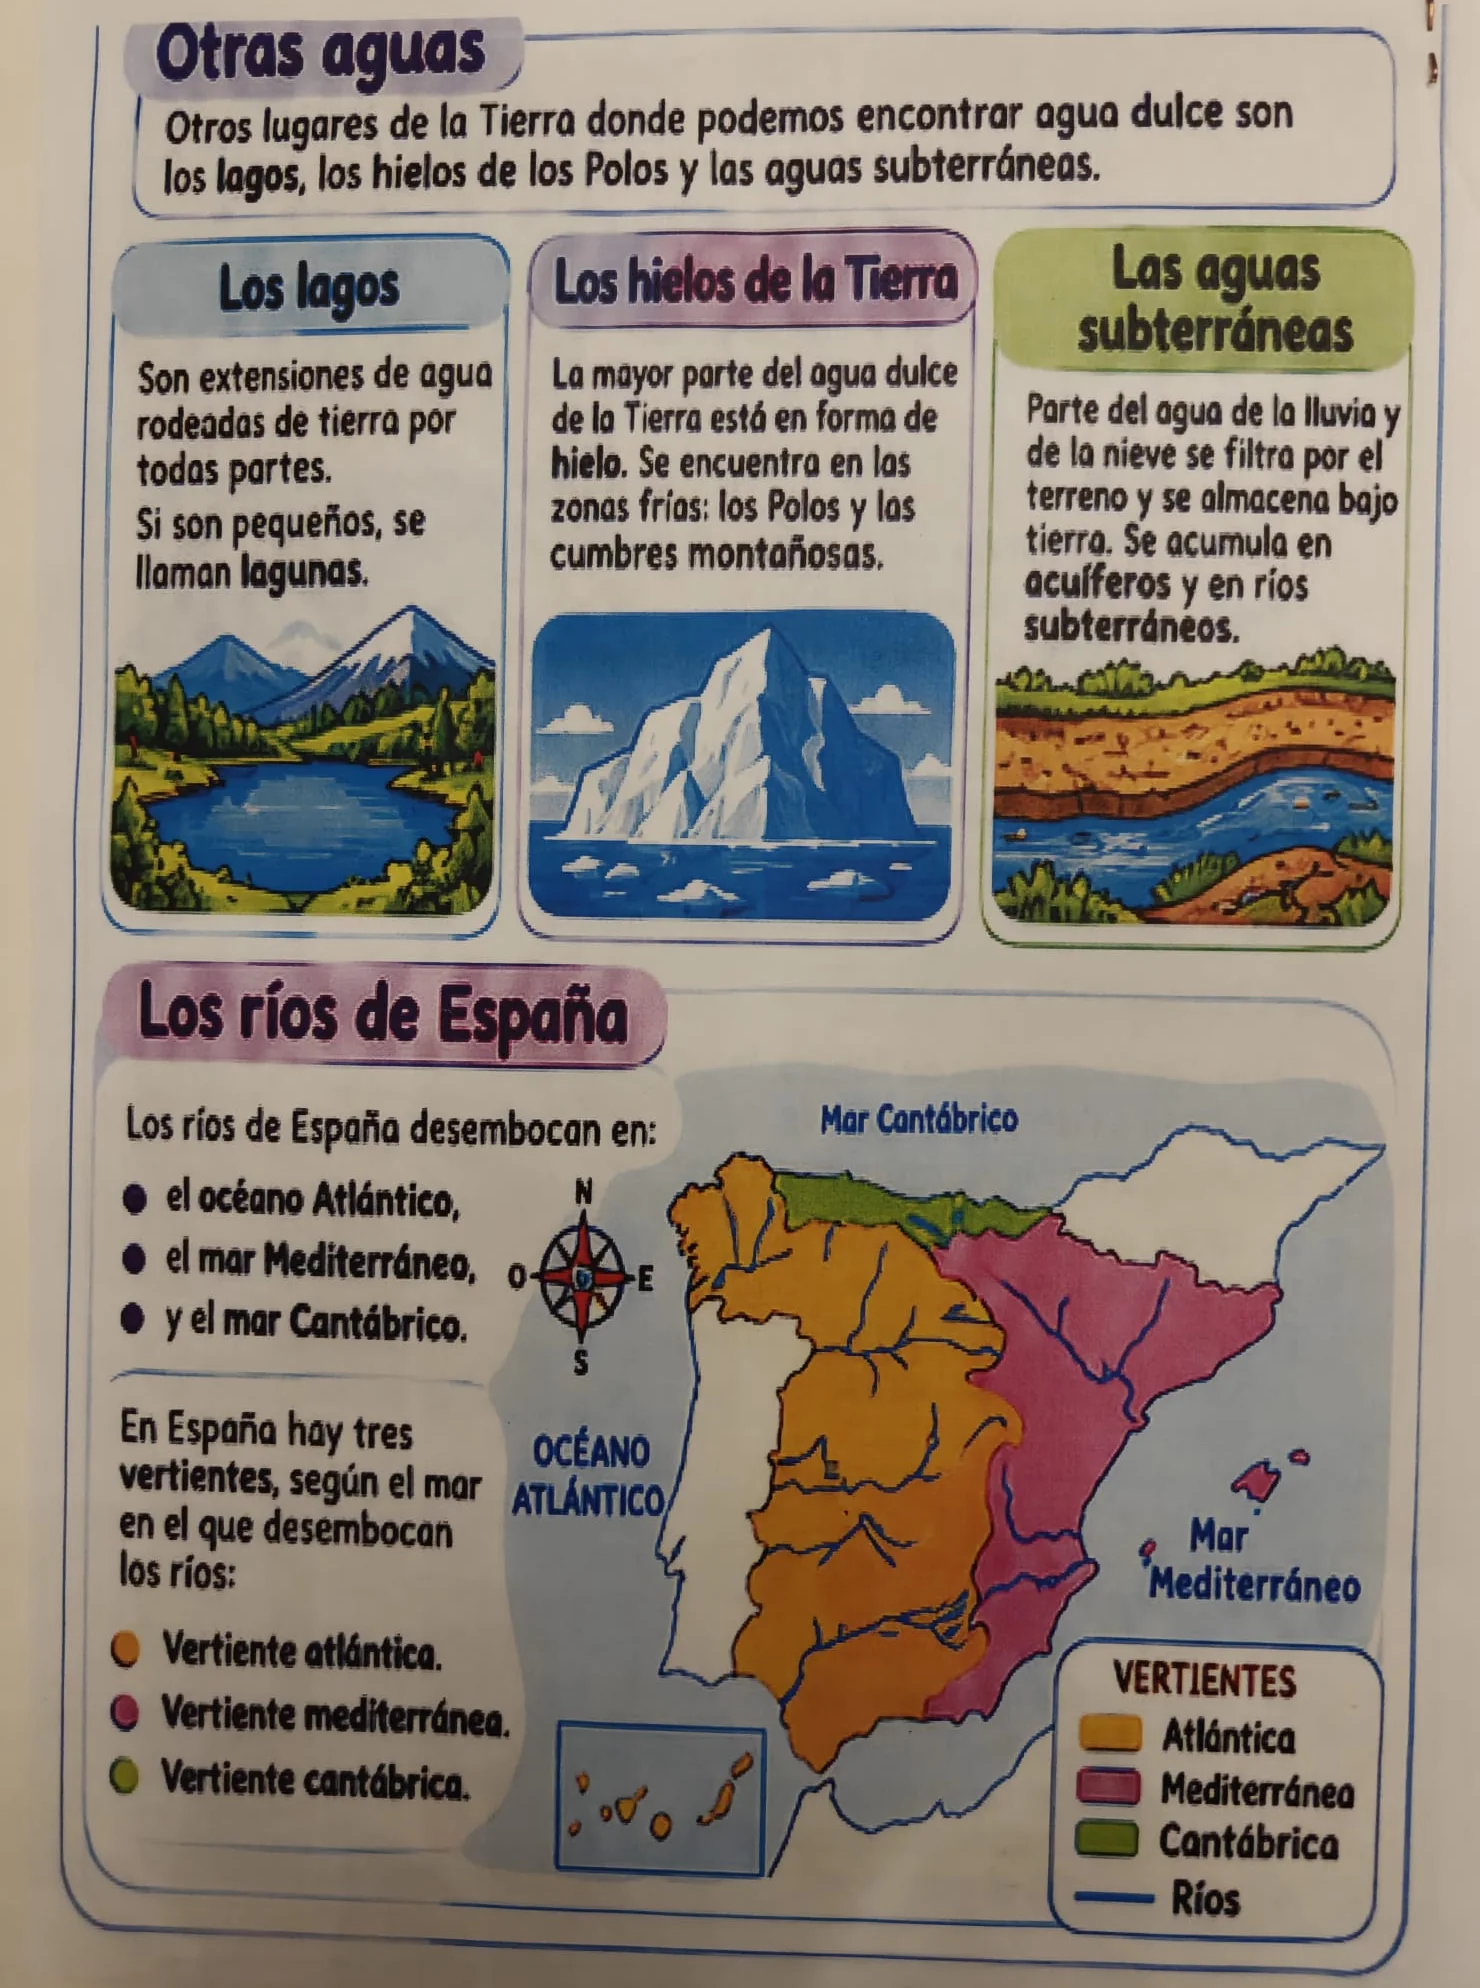 Otras aguas
Otros lugares de la Tierra donde podemos encontrar agua dulce son
los lagos, los hielos de los Polos y las aguas subterráneas.
Los lagos
Son extensiones de agua
rodeadas de tierra por
todas partes.
Si son pequeños, se
llaman lagunas.
Los hielos de la Tierra
La mayor parte del agua dulce
de la Tierra está en forma de
hielo. Se encuentra en las
zonas frías: los Polos y las
cumbres montañosas.
Las aguas
subterráneas
Parte del agua de la lluvia y
de la nieve se filtra por el
terreno y se almacena bajo
tierra. Se acumula en
acuíferos y en ríos
subterráneos.
Los ríos de España
Los ríos de España desembocan en:
el océano Atlántico,
el mar Mediterráneo,
y el mar Cantábrico.
En España hay tres
vertientes, según el mar
en el que desembocan
los ríos:
Vertiente atlántica.
Vertiente mediterránea.
Vertiente cantábrica.
N
O
E
S
Mar Cantábrico
OCÉANO
ATLÁNTICO
Mar
Mediterráneo
VERTIENTES
Atlántica
Mediterránea
Cantábrica
Ríos